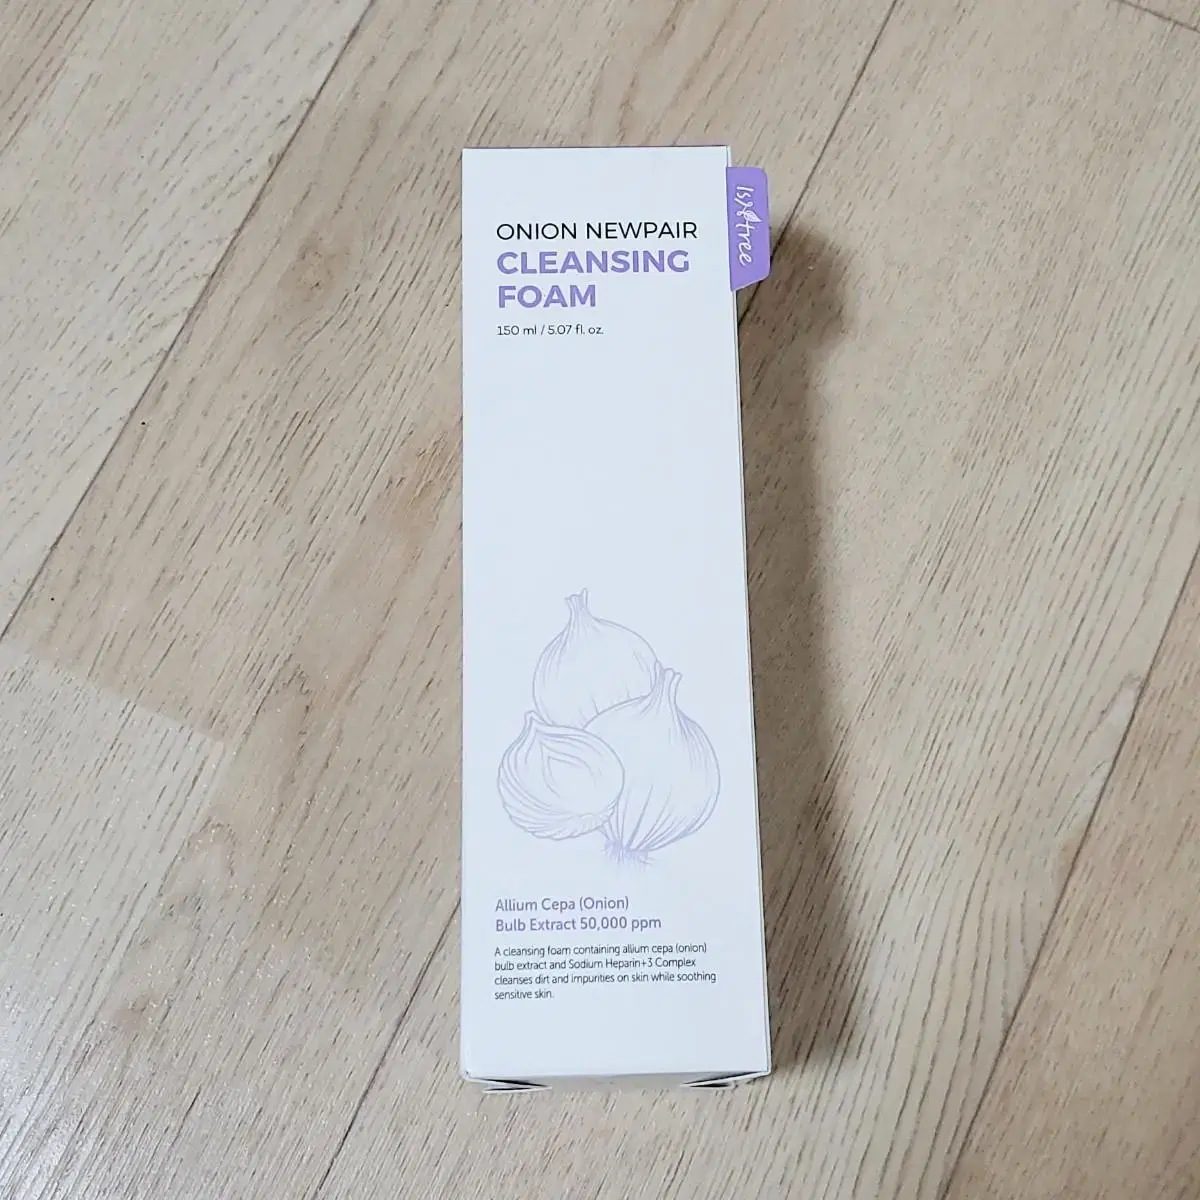 ONION NEWPAIR
CLEANSING
FOAM
150 ml / 5.07 fl. oz.
Isntree
Allium Cepa (Onion)
Bulb Extract 50,000 ppm
A cleansing foam containing allium cepa (onion)
bulb extract and Sodium Heparin+3 Complex
cleanses dirt and impurities on skin while soothing
sensitive skin.